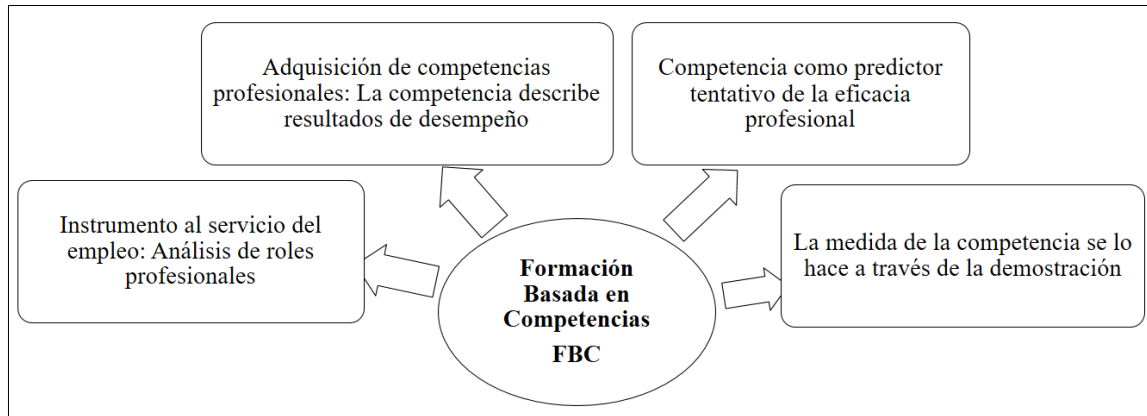 Adquisición de competencias
profesionales: La competencia describe
resultados de desempeño
Competencia como predictor
tentativo de la eficacia
profesional
Instrumento al servicio del
empleo: Análisis de roles
profesionales
La medida de la competencia se lo
hace a través de la demostración
Formación
Basada en
Competencias
FBC